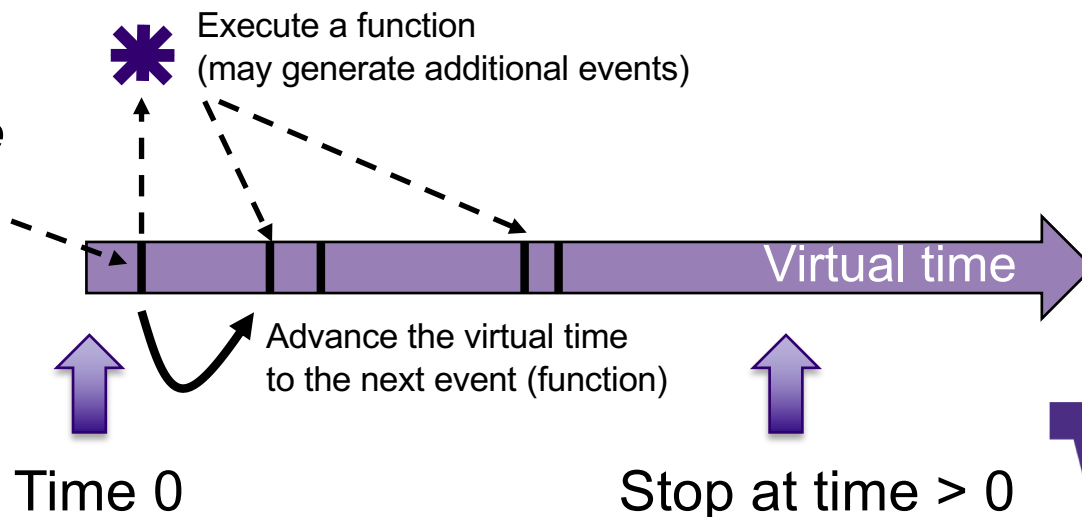 Execute a function
(may generate additional events)
e
Virtual time
Advance the virtual time
to the next event (function)
Time 0
Stop at time > 0